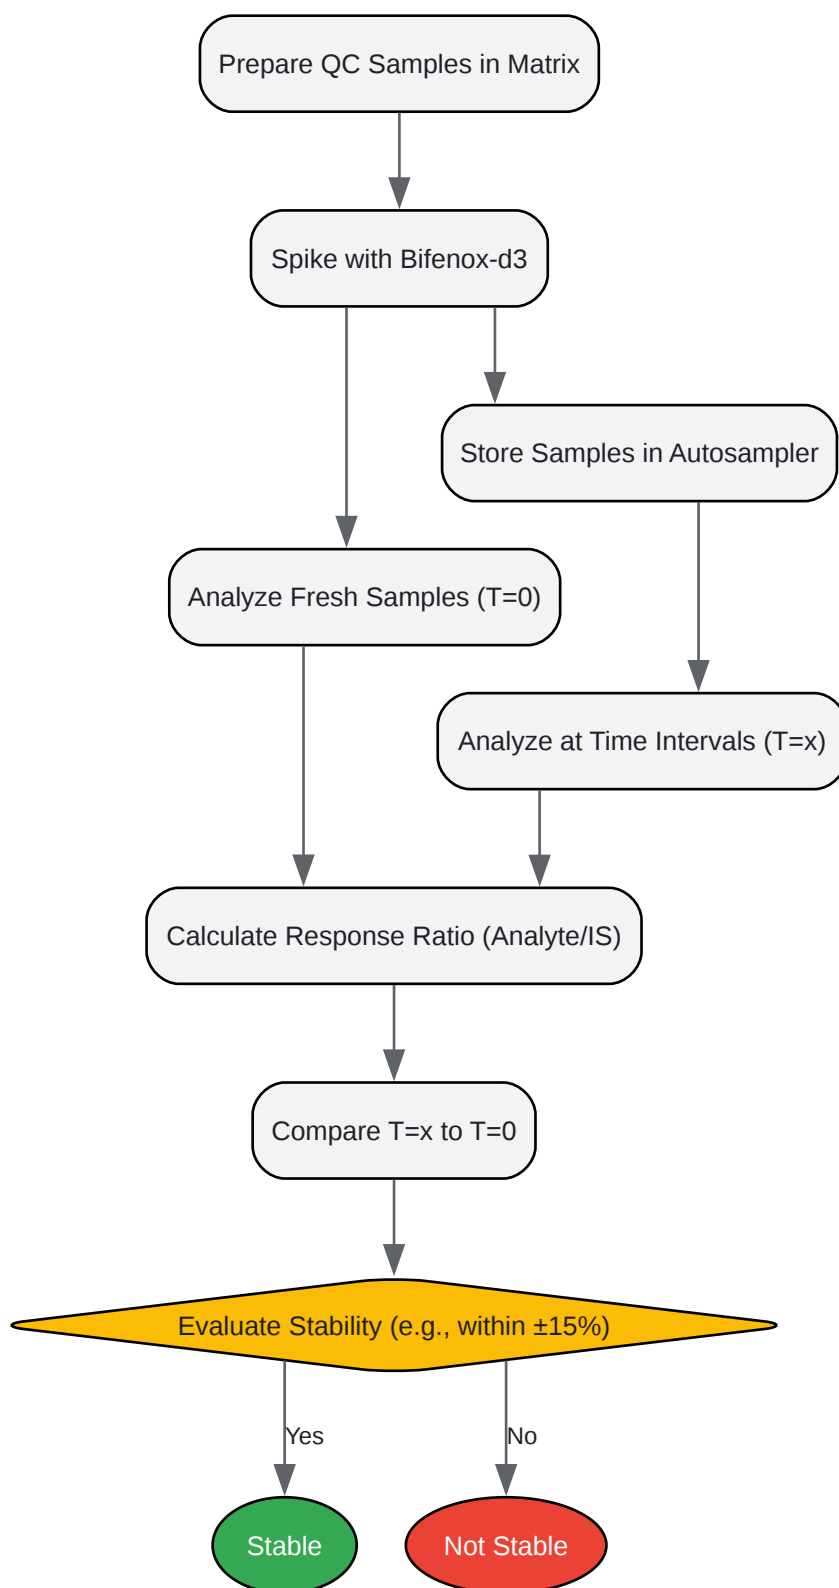 Prepare QC Samples in Matrix
Spike with Bifenox-d3
Store Samples in Autosampler
Analyze Fresh Samples (T=0)
Analyze at Time Intervals (T=x)
Calculate Response Ratio (Analyte/IS)
Compare T=x to T=0
Evaluate Stability (e.g., within ±15%)
Yes
No
Stable
Not Stable